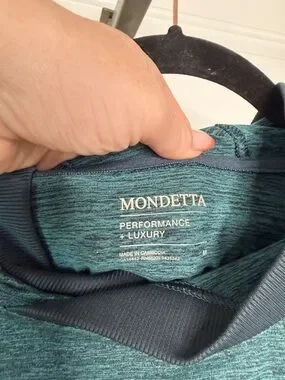 MONDETTA
PERFORMANCE
+ LUXURY
MADE IN CAMBODIA
M